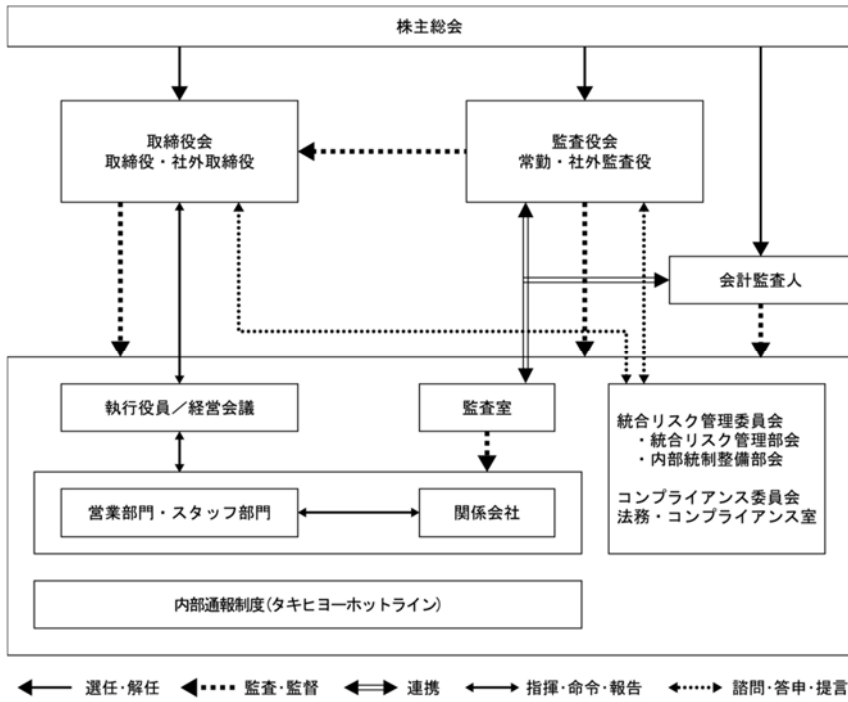 株主総会
取締役会
取締役・社外取締役
監査役会
常勤・社外監査役
会計監査人
執行役員／経営会議
監査室
統合リスク管理委員会
・統合リスク管理部会
・内部統制整備部会
コンプライアンス委員会
法務・コンプライアンス室
営業部門・スタッフ部門
関係会社
内部通報制度(タキヒヨーホットライン)
選任・解任
監査・監督
連携
指揮・命令・報告
諮問・答申・提言